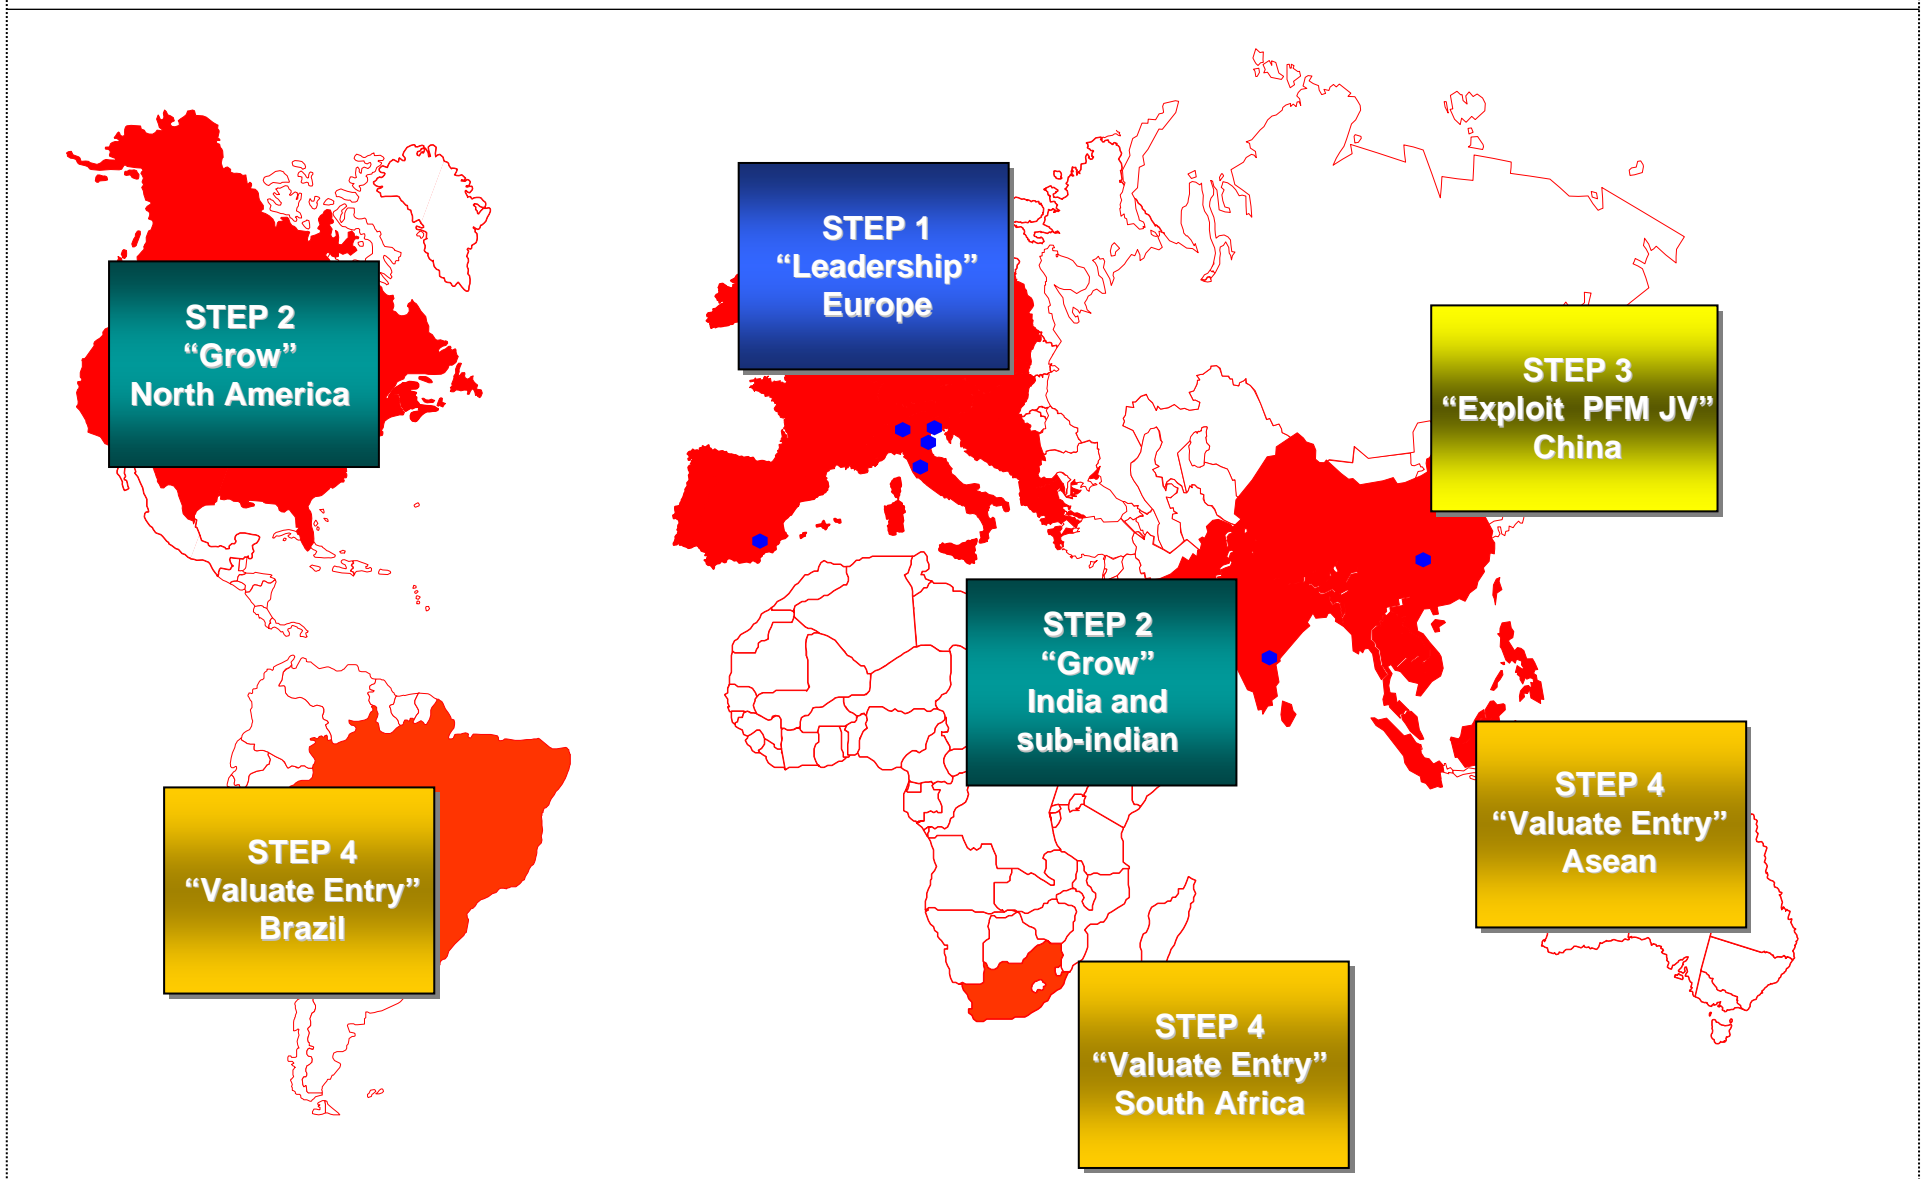 STEP 1
“Leadership”
Europe
STEP 2
“Grow”
North America
STEP 3
“Exploit  PFM JV”
China
STEP 2
“Grow”
India and
sub-indian
STEP 4
“Valuate Entry”
Asean
STEP 4
“Valuate Entry”
Brazil
STEP 4
“Valuate Entry”
South Africa